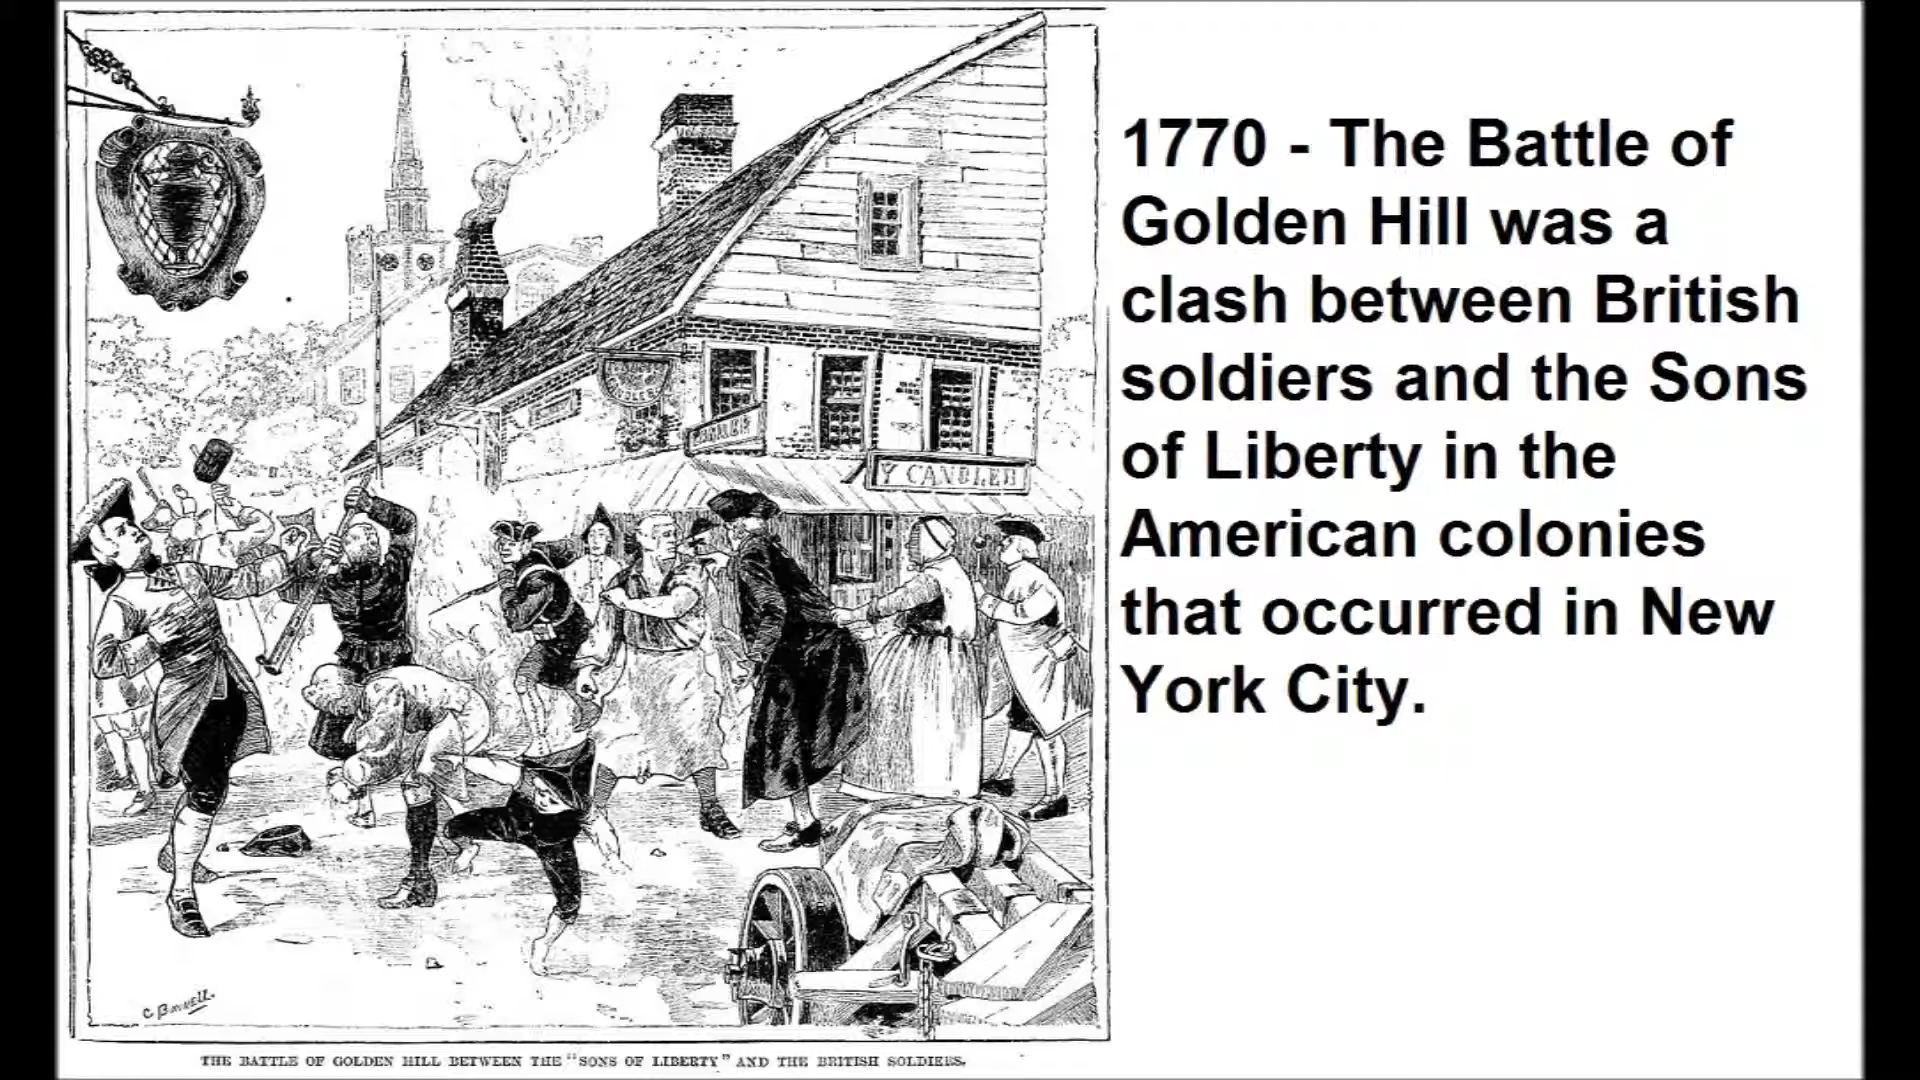 1770 - The Battle of
Golden Hill was a
clash between British
soldiers and the Sons
of Liberty in the
American colonies
that occurred in New
York City.
Y CANDLER
THE BATTLE OF GOLDEN HILL BETWEEN THE "SONS OF LIBERTY" AND THE BRITISH SOLDIERS.